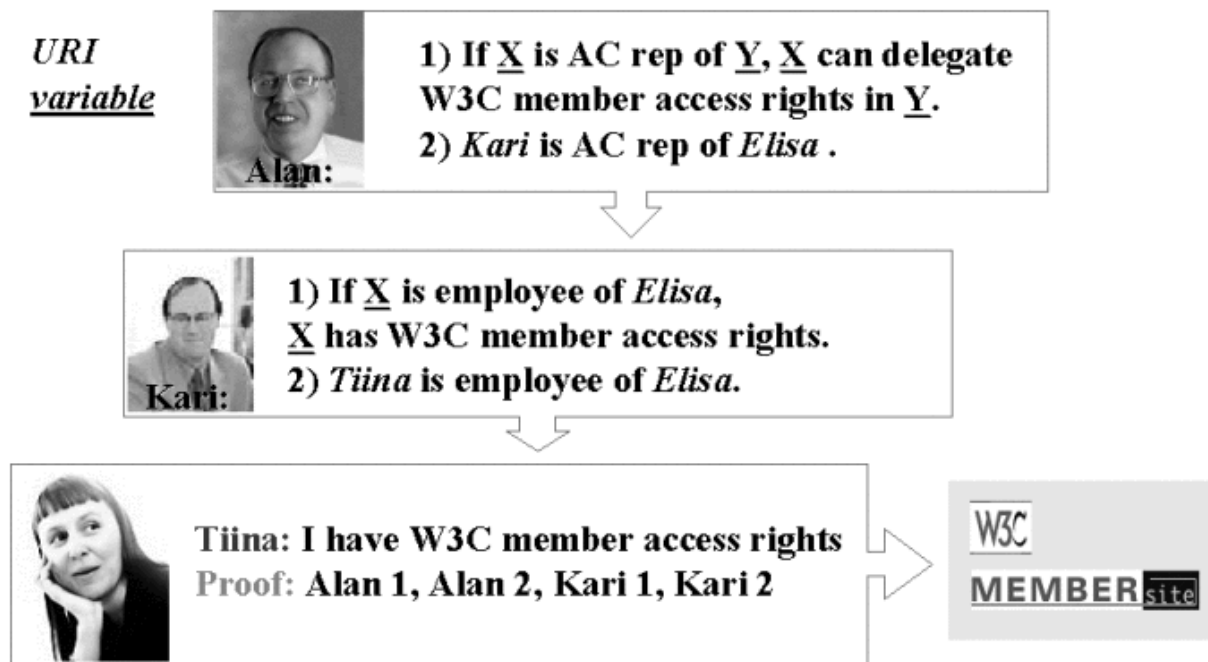 URI
variable
1) If X is AC rep of Y, X can delegate
W3C member access rights in Y.
2) Kari is AC rep of Elisa .
Alan:
1) If X is employee of Elisa,
X has W3C member access rights.
2) Tiina is employee of Elisa.
Kari:
Tiina: I have W3C member access rights
Proof: Alan 1, Alan 2, Kari 1, Kari 2
W3C
MEMBER site